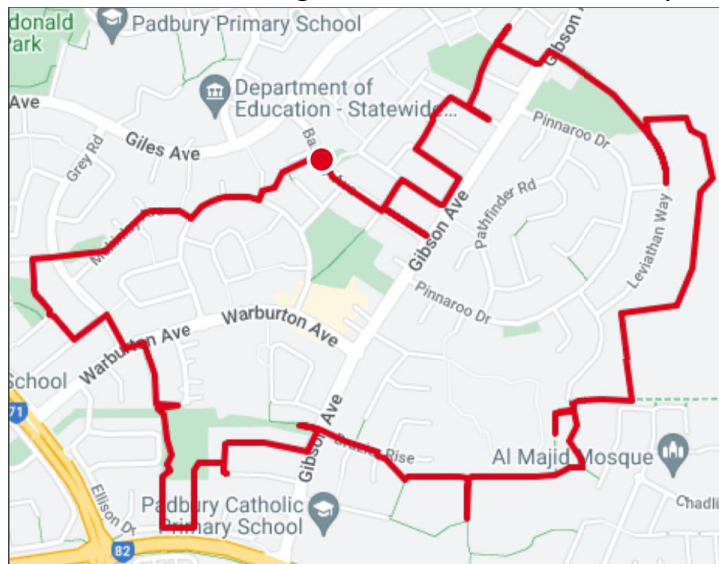 donald
Park
Padbury Primary School
Department of
Education - Statewide...
Ave
Giles Ave
Grey Rd
Ba
Gibson
Pinnaroo Dr
Pathfinder Rd
Leviathan Way
Gibson Ave
Pinnaroo Dr
Warburton Ave
Warburton Ave
School
71
Gibson Ave
Brazier Rise
Al Majid Mosque
Ellison Dr
Padbury Catholic
Primary School
Chadli
82